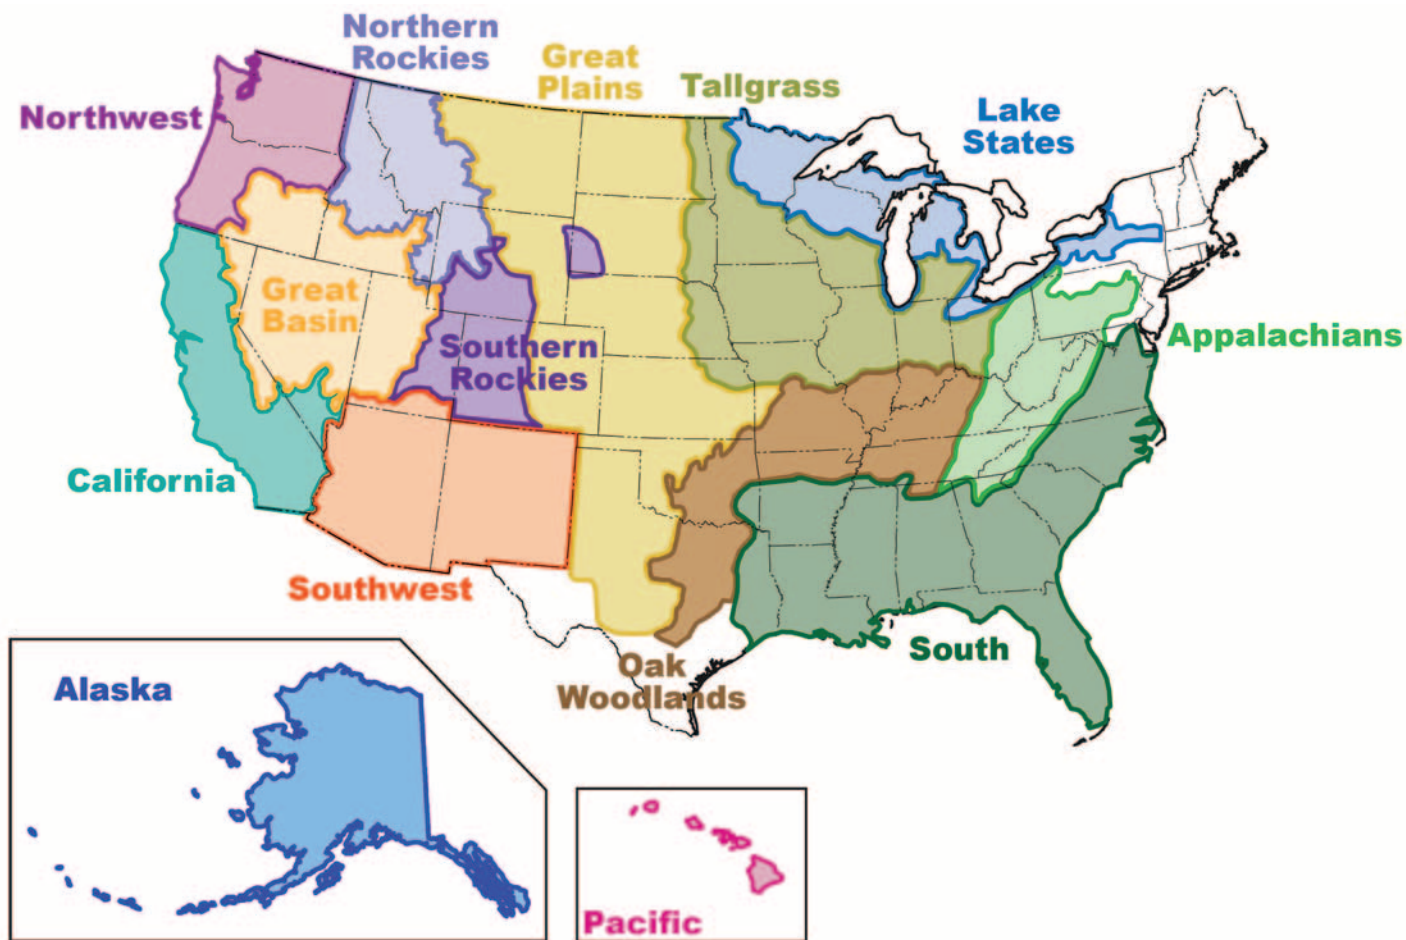 Northern
Rockies
Great
Plains
Tallgrass
Lake
States
Northwest
Great
Basin
Southern
Rockies
Appalachians
California
Southwest
South
Oak
Woodlands
Alaska
Pacific